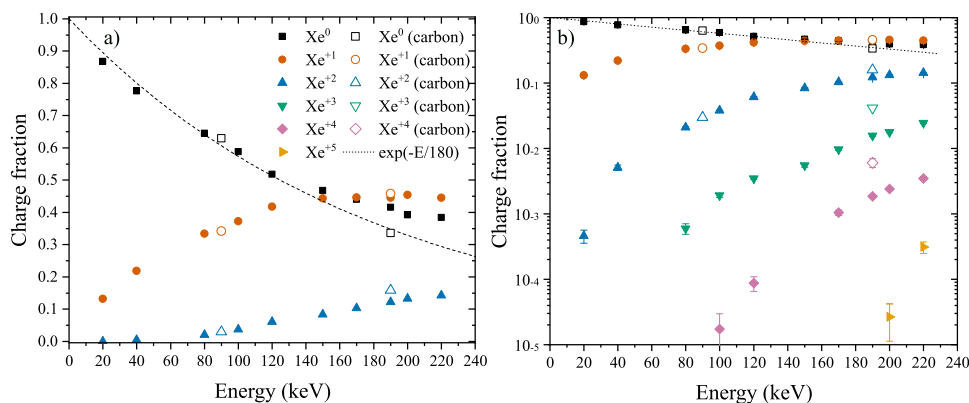 a)
Xe⁰ Xe⁰ (carbon)
Xe⁺¹ Xe⁺¹ (carbon)
Xe⁺² Xe⁺² (carbon)
Xe⁺³ Xe⁺³ (carbon)
Xe⁺⁴ Xe⁺⁴ (carbon)
Xe⁺⁵ exp(-E/180)
Charge fraction
1.0
0.9
0.8
0.7
0.6
0.5
0.4
0.3
0.2
0.1
0.0
0 20 40 60 80 100 120 140 160 180 200 220 240
Energy (keV)
b)
Charge fraction
10⁰
10⁻¹
10⁻²
10⁻³
10⁻⁴
10⁻⁵
0 20 40 60 80 100 120 140 160 180 200 220 240
Energy (keV)